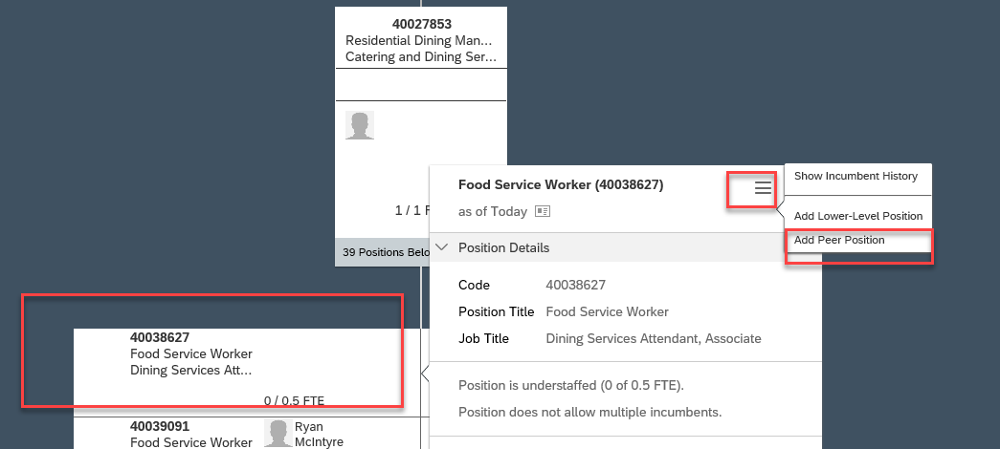 40027853
Residential Dining Man...
Catering and Dining Ser...
1 / 1 F
39 Positions Belo
Food Service Worker (40038627)
as of Today
Show Incumbent History
Add Lower-Level Position
Add Peer Position
Position Details
Code 40038627
Position Title Food Service Worker
Job Title Dining Services Attendant, Associate
Position is understaffed (0 of 0.5 FTE).
Position does not allow multiple incumbents.
40038627
Food Service Worker
Dining Services Att...
0 / 0.5 FTE
40039091
Food Service Worker
Ryan
McIntyre